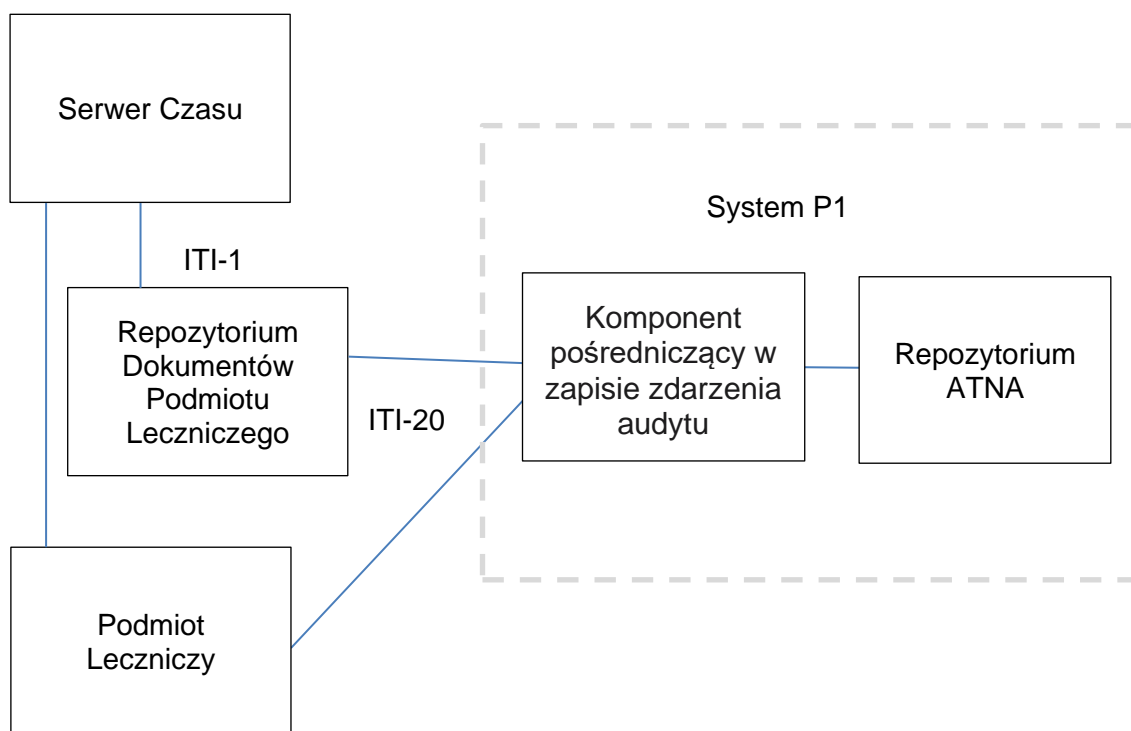 Serwer Czasu
System P1
ITI-1
Repozytorium
Dokumentów
Podmiotu
Leczniczego
Komponent
pośredniczący w
zapisie zdarzenia
audytu
Repozytorium
ATNA
ITI-20
Podmiot
Leczniczy